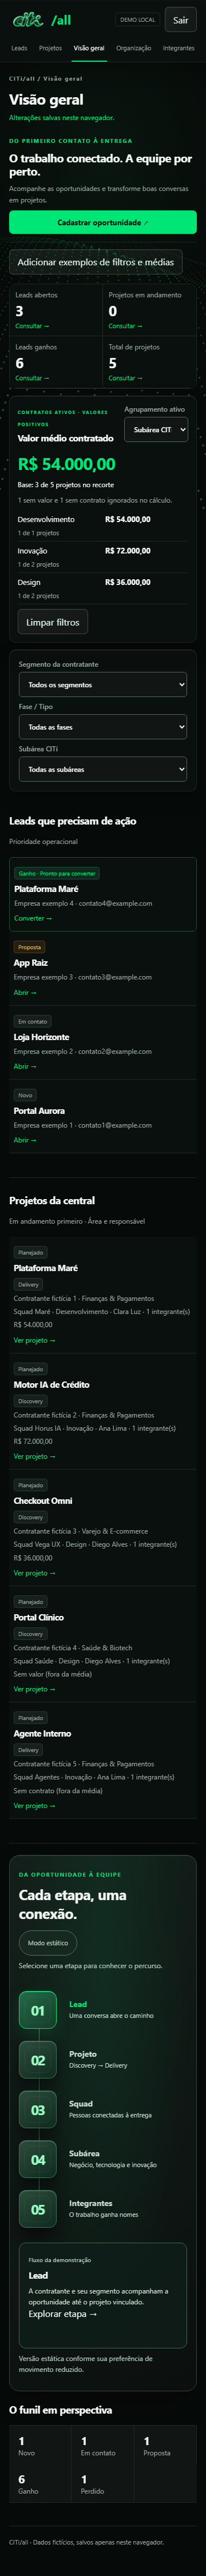 citi /all
DEMO LOCAL
Sair
Leads Projetos Visão geral Organização Integrantes
CITi/all / Visão geral
Visão geral
Alterações salvas neste navegador.
DO PRIMEIRO CONTATO À ENTREGA
O trabalho conectado. A equipe por perto.
Acompanhe as oportunidades e transforme boas conversas em projetos.
Cadastrar oportunidade ↗
Adicionar exemplos de filtros e médias
Leads abertos
3
Consultar →
Projetos em andamento
0
Consultar →
Leads ganhos
6
Consultar →
Total de projetos
5
Consultar →
CONTRATOS ATIVOS · VALORES POSITIVOS
Valor médio contratado
Agrupamento ativo
Subárea CITi
R$ 54.000,00
Base: 3 de 5 projetos no recorte
1 sem valor e 1 sem contrato ignorados no cálculo.
Desenvolvimento R$ 54.000,00
1 de 1 projetos
Inovação R$ 72.000,00
1 de 2 projetos
Design R$ 36.000,00
1 de 2 projetos
Limpar filtros
Segmento da contratante
Todos os segmentos
Fase / Tipo
Todas as fases
Subárea CITi
Todas as subáreas
Leads que precisam de ação
Prioridade operacional
Ganho · Pronto para converter
Plataforma Maré
Empresa exemplo 4 · contato4@example.com
Converter →
Proposta
App Raiz
Empresa exemplo 3 · contato3@example.com
Abrir →
Em contato
Loja Horizonte
Empresa exemplo 2 · contato2@example.com
Abrir →
Novo
Portal Aurora
Empresa exemplo 1 · contato1@example.com
Abrir →
Projetos da central
Em andamento primeiro · Área e responsável
Planejado
Plataforma Maré
Delivery
Contratante fictícia 1 · Finanças & Pagamentos
Squad Maré · Desenvolvimento · Clara Luz · 1 integrante(s)
R$ 54.000,00
Ver projeto →
Planejado
Motor IA de Crédito
Discovery
Contratante fictícia 2 · Finanças & Pagamentos
Squad Horus IA · Inovação · Ana Lima · 1 integrante(s)
R$ 72.000,00
Ver projeto →
Planejado
Checkout Omni
Discovery
Contratante fictícia 3 · Varejo & E-commerce
Squad Vega UX · Design · Diego Alves · 1 integrante(s)
R$ 36.000,00
Ver projeto →
Planejado
Portal Clínico
Discovery
Contratante fictícia 4 · Saúde & Biotech
Squad Saúde · Design · Diego Alves · 1 integrante(s)
Sem valor (fora da média)
Ver projeto →
Planejado
Agente Interno
Delivery
Contratante fictícia 5 · Finanças & Pagamentos
Squad Agentes · Inovação · Ana Lima · 1 integrante(s)
Sem contrato (fora da média)
Ver projeto →
DA OPORTUNIDADE À EQUIPE
Cada etapa, uma conexão.
Modo estático
Selecione uma etapa para conhecer o percurso.
01
Lead
Uma conversa abre o caminho
02
Projeto
Discovery → Delivery
03
Squad
Pessoas conectadas à entrega
04
Subárea
Negócio, tecnologia e inovação
05
Integrantes
O trabalho ganha nomes
Fluxo da demonstração
Lead
A contratante e seu segmento acompanham a oportunidade até o projeto vinculado.
Explorar etapa →
Versão estática conforme sua preferência de movimento reduzido.
O funil em perspectiva
1
Novo
1
Em contato
1
Proposta
6
Ganho
1
Perdido
CITi/all · Dados fictícios, salvos apenas neste navegador.